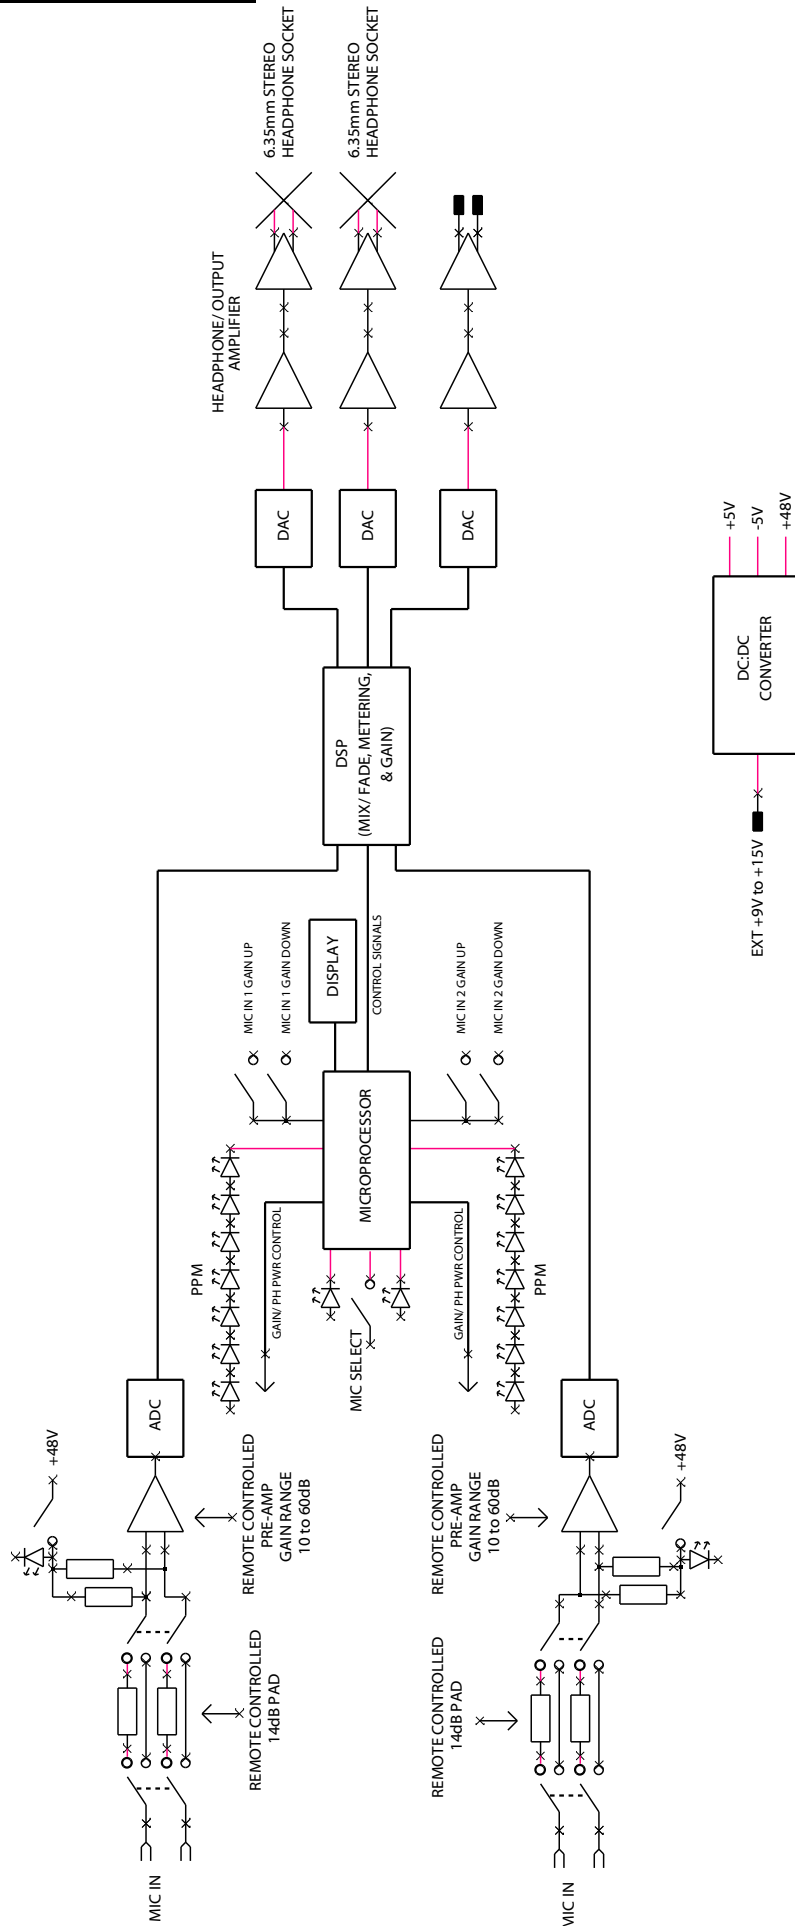 6.35mm STEREO
HEADPHONE SOCKET
6.35mm STEREO
HEADPHONE SOCKET
HEADPHONE/ OUTPUT
AMPLIFIER
DAC
DAC
DAC
+5V
-5V
+48V
DC:DC
CONVERTER
EXT +9V to +15V
DSP
(MIX/ FADE, METERING,
& GAIN)
DISPLAY
CONTROL SIGNALS
MIC IN 1 GAIN UP
MIC IN 1 GAIN DOWN
MIC IN 2 GAIN UP
MIC IN 2 GAIN DOWN
MICROPROCESSOR
PPM
GAIN/ PH PWR CONTROL
MIC SELECT
GAIN/ PH PWR CONTROL
PPM
ADC
ADC
+48V
+48V
REMOTE CONTROLLED
PRE-AMP
GAIN RANGE
10 to 60dB
REMOTE CONTROLLED
PRE-AMP
GAIN RANGE
10 to 60dB
REMOTE CONTROLLED
14dB PAD
REMOTE CONTROLLED
14dB PAD
MIC IN
MIC IN